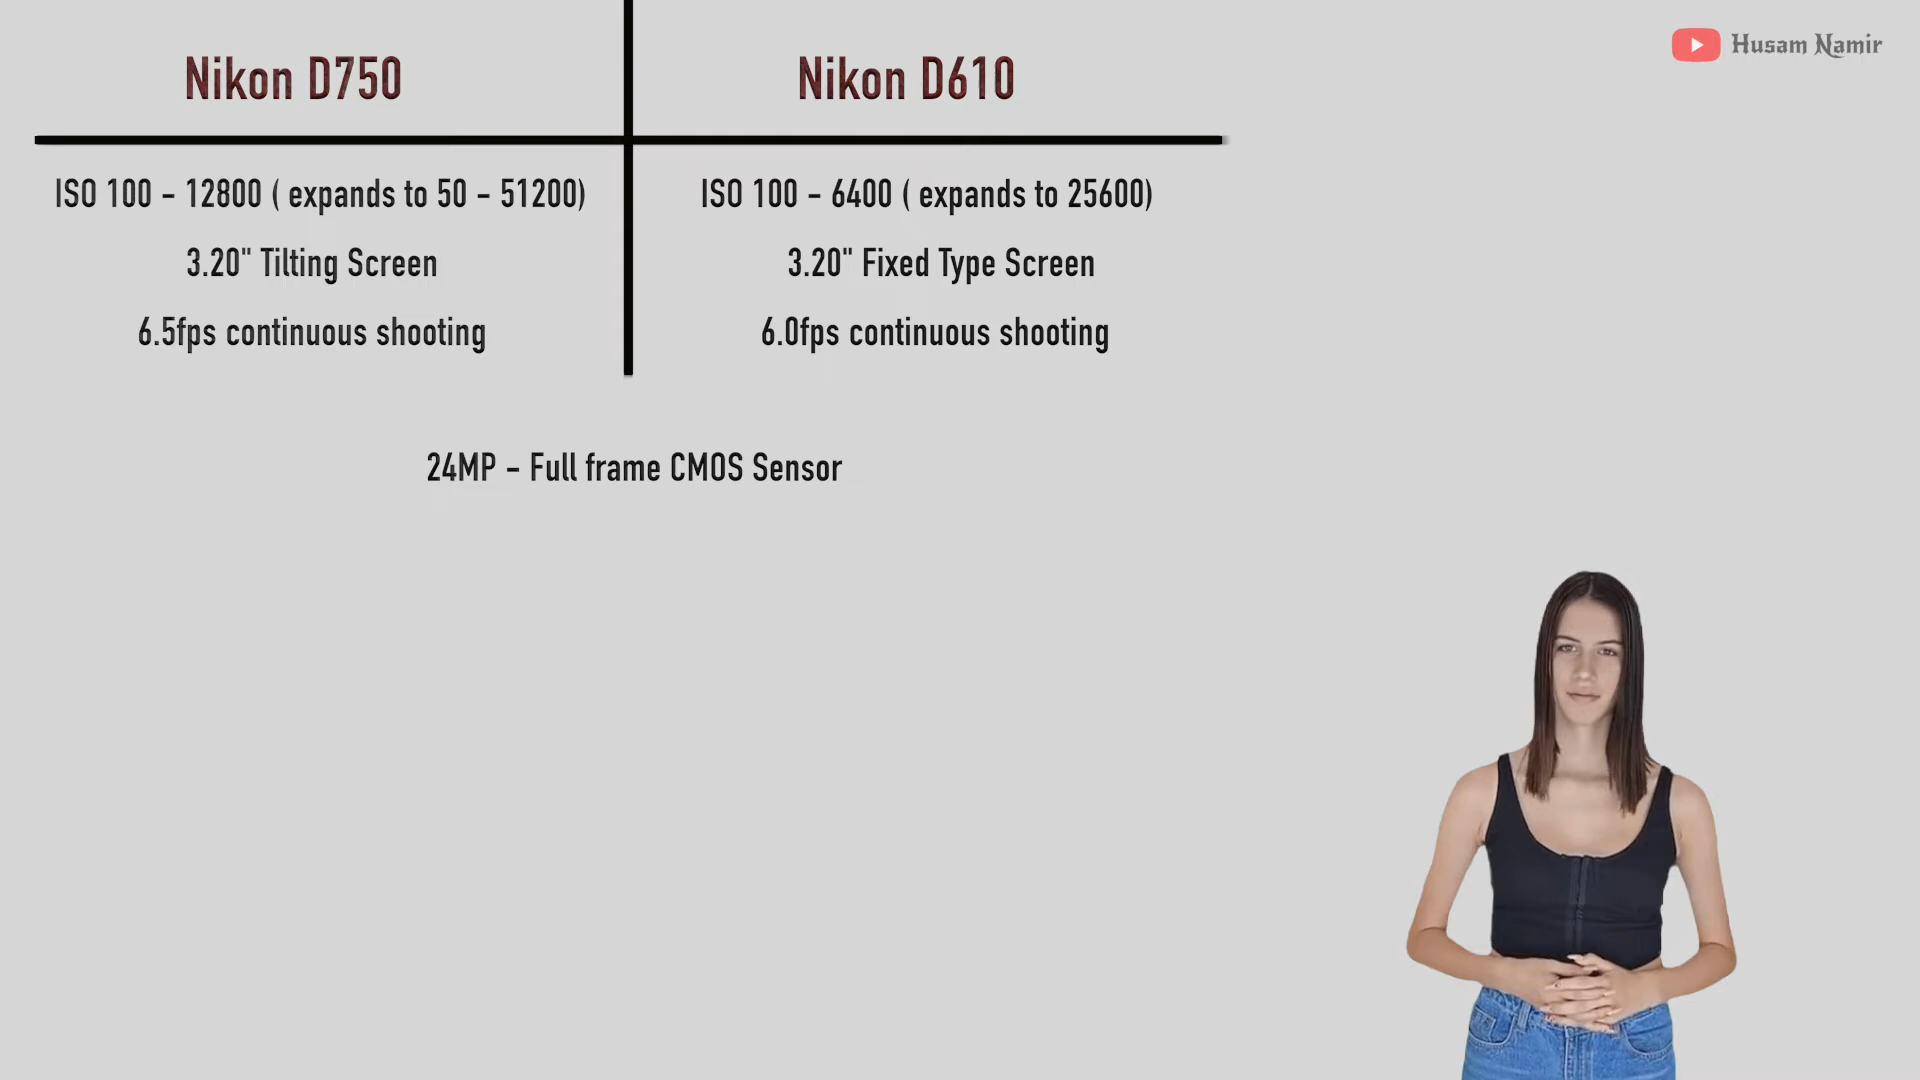 Nikon D750
Nikon D610
Husam Namir
ISO 100 - 12800 ( expands to 50 - 51200)
ISO 100 - 6400 ( expands to 25600)
3.20" Tilting Screen
3.20" Fixed Type Screen
6.5fps continuous shooting
6.0fps continuous shooting
24MP - Full frame CMOS Sensor